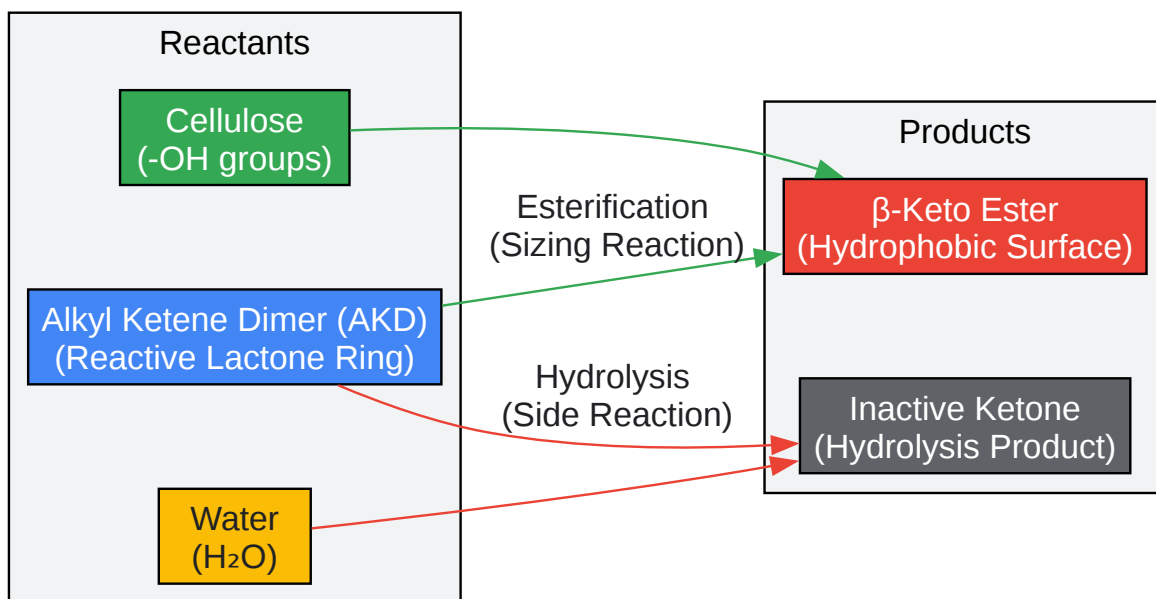 Reactants
Cellulose
(-OH groups)
Alkyl Ketene Dimer (AKD)
(Reactive Lactone Ring)
Water
(H₂O)
Esterification
(Sizing Reaction)
Hydrolysis
(Side Reaction)
Products
β-Keto Ester
(Hydrophobic Surface)
Inactive Ketone
(Hydrolysis Product)